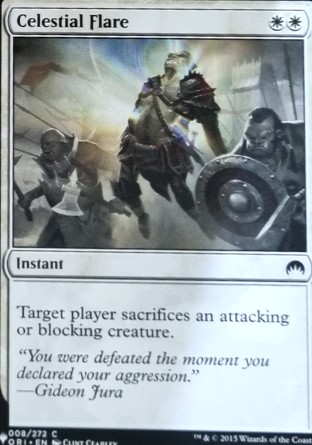 Celestial Flare
Instant
Target player sacrifices an attacking
or blocking creature.
"You were defeated the moment you
declared your aggression."
—Gideon Jura
008/272 C
ORI • EN CLINT CEARLEY
™ & © 2015 Wizards of the Coast